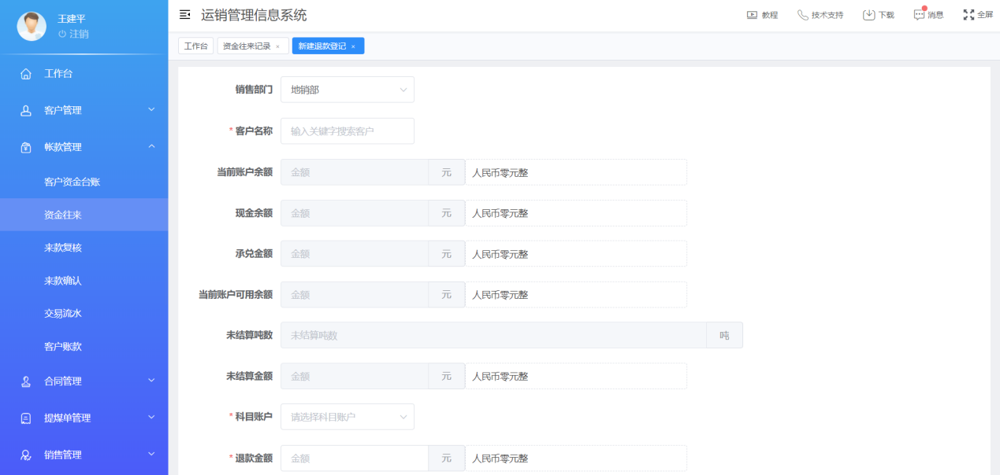 王建平
注销
运销管理信息系统
教程
技术支持
下载
消息
全屏
工作台
资金往来记录 ×
新建退款登记 ×
工作台
客户管理
帐款管理
客户资金台账
资金往来
来款复核
来款确认
交易流水
客户账款
合同管理
提煤单管理
销售管理
销售部门 地销部
* 客户名称 输入关键字搜索客户
当前账户余额 金额 元 人民币零元整
现金余额 金额 元 人民币零元整
承兑金额 金额 元 人民币零元整
当前账户可用余额 金额 元 人民币零元整
未结算吨数 未结算吨数 吨
未结算金额 金额 元 人民币零元整
* 科目账户 请选择科目账户
* 退款金额 金额 元 人民币零元整